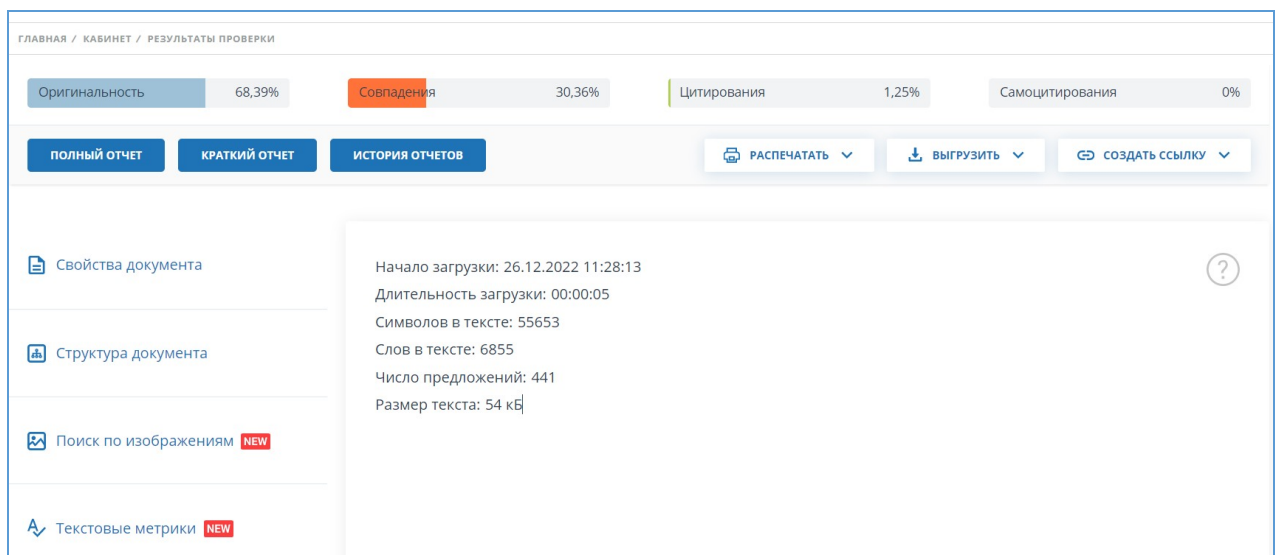 ГЛАВНАЯ / КАБИНЕТ / РЕЗУЛЬТАТЫ ПРОВЕРКИ
Оригинальность 68,39% Совпадения 30,36% Цитирования 1,25% Самоцитирования 0%
ПОЛНЫЙ ОТЧЕТ КРАТКИЙ ОТЧЕТ ИСТОРИЯ ОТЧЕТОВ РАСПЕЧАТАТЬ ВЫГРУЗИТЬ СОЗДАТЬ ССЫЛКУ
Свойства документа
Структура документа
Поиск по изображениям NEW
Текстовые метрики NEW
Начало загрузки: 26.12.2022 11:28:13
Длительность загрузки: 00:00:05
Символов в тексте: 55653
Слов в тексте: 6855
Число предложений: 441
Размер текста: 54 кБ
?